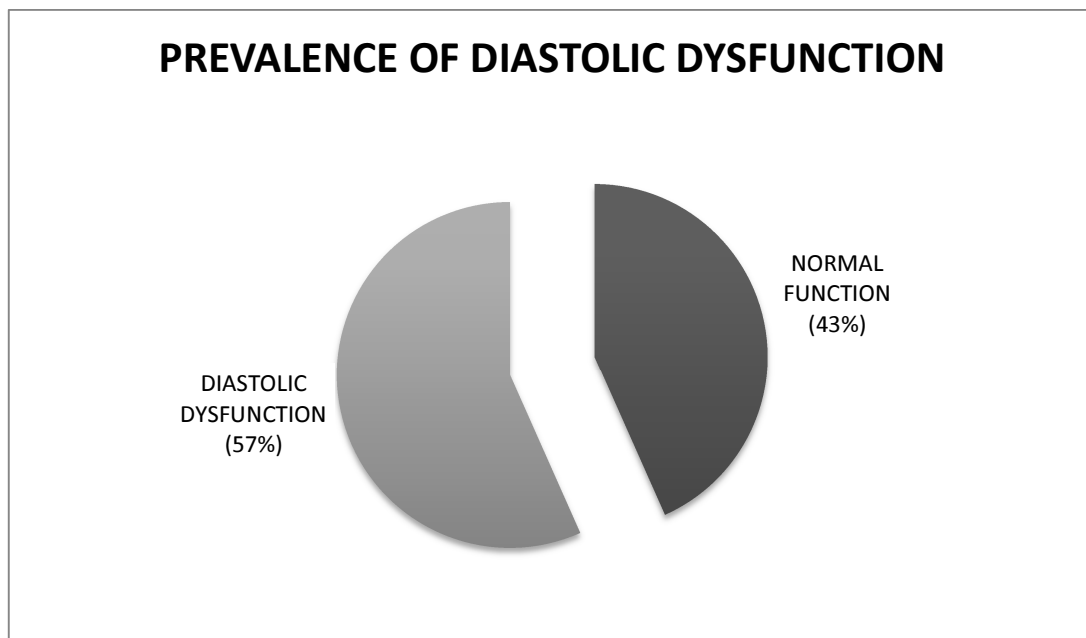 PREVALENCE OF DIASTOLIC DYSFUNCTION
NORMAL
FUNCTION
(43%)
DIASTOLIC
DYSFUNCTION
(57%)